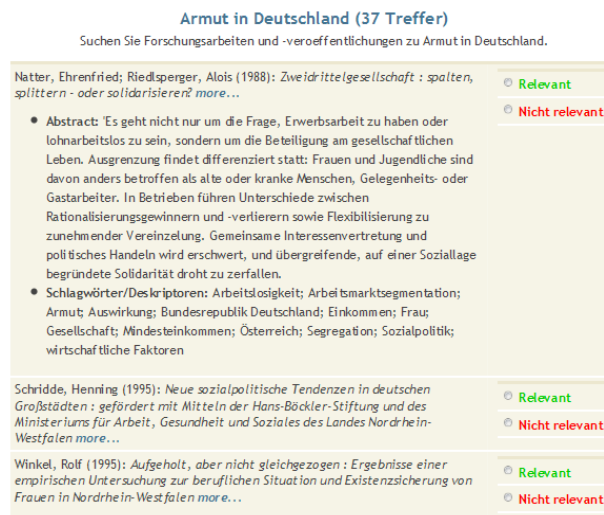 Armut in Deutschland (37 Treffer)
Suchen Sie Forschungsarbeiten und -veroeffentlichungen zu Armut in Deutschland.
Natter, Ehrenfried; Riedlsperger, Alois (1988): Zweidrittelgesellschaft : spalten,
splittern - oder solidarisieren? more...
Relevant
Nicht relevant
Abstract: 'Es geht nicht nur um die Frage, Erwerbsarbeit zu haben oder
lohnarbeitslos zu sein, sondern um die Beteiligung am gesellschaftlichen
Leben. Ausgrenzung findet differenziert statt: Frauen und Jugendliche sind
davon anders betroffen als alte oder kranke Menschen, Gelegenheits- oder
Gastarbeiter. In Betrieben führen Unterschiede zwischen
Rationalisierungsgewinnern und -verlierern sowie Flexibilisierung zu
zunehmender Vereinzelung. Gemeinsame Interessenvertretung und
politisches Handeln wird erschwert, und übergreifende, auf einer Soziallage
begründete Solidarität droht zu zerfallen.
Schlagwörter/Deskriptoren: Arbeitslosigkeit; Arbeitsmarktsegmentation;
Armut; Auswirkung; Bundesrepublik Deutschland; Einkommen; Frau;
Gesellschaft; Mindesteinkommen; Österreich; Segregation; Sozialpolitik;
wirtschaftliche Faktoren
Schridde, Henning (1995): Neue sozialpolitische Tendenzen in deutschen
Großstädten : gefördert mit Mitteln der Hans-Böckler-Stiftung und des
Ministeriums für Arbeit, Gesundheit und Soziales des Landes Nordrhein-
Westfalen more...
Relevant
Nicht relevant
Winkel, Rolf (1995): Aufgeholt, aber nicht gleichgezogen : Ergebnisse einer
empirischen Untersuchung zur beruflichen Situation und Existenzsicherung von
Frauen in Nordrhein-Westfalen more...
Relevant
Nicht relevant